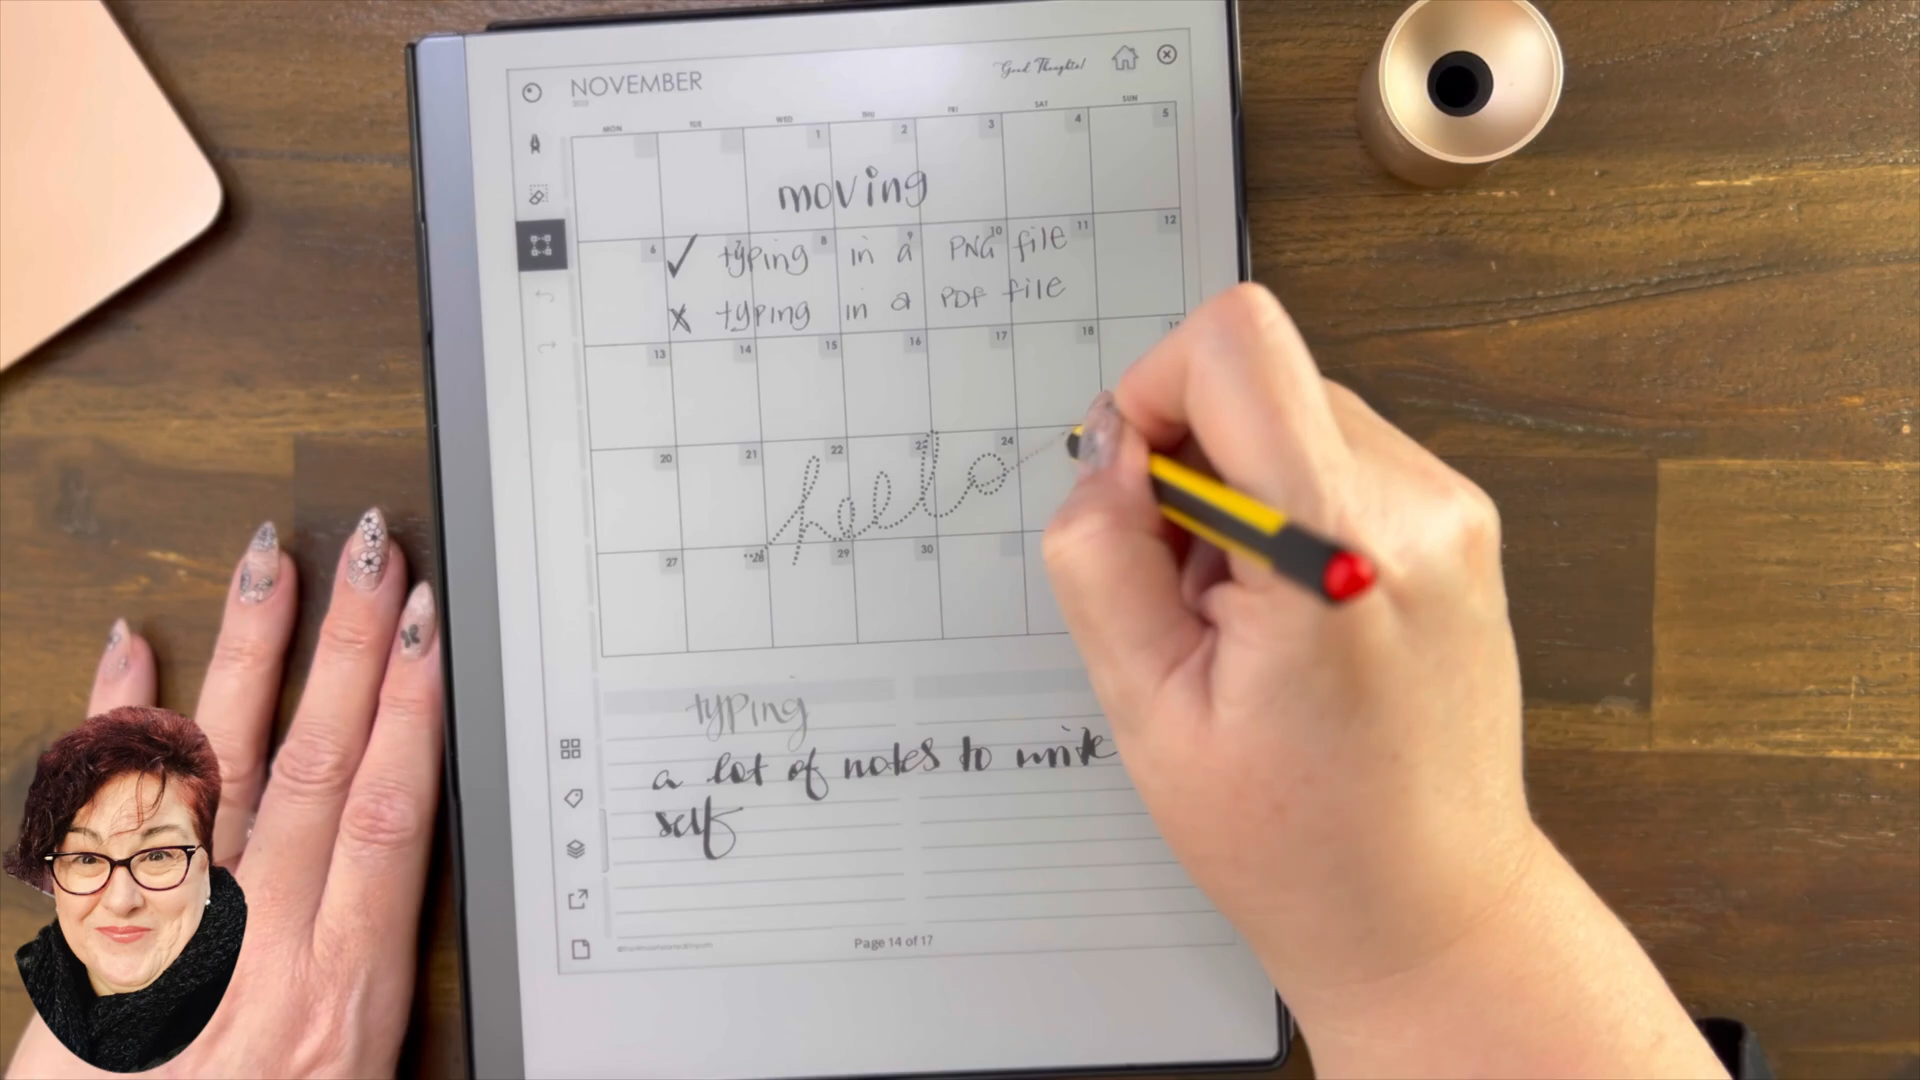 NOVEMBER
Good Thoughts!
MON TUE WED THU FRI SAT SUN
1 2 3 4 5
moving
6 7 8 9 10 11 12
✓ typing in a PNG file
x typing in a PDF file
13 14 15 16 17 18 19
20 21 22 23 24
hello
27 28 29 30
typing
a lot of notes to write
self
Page 14 of 17